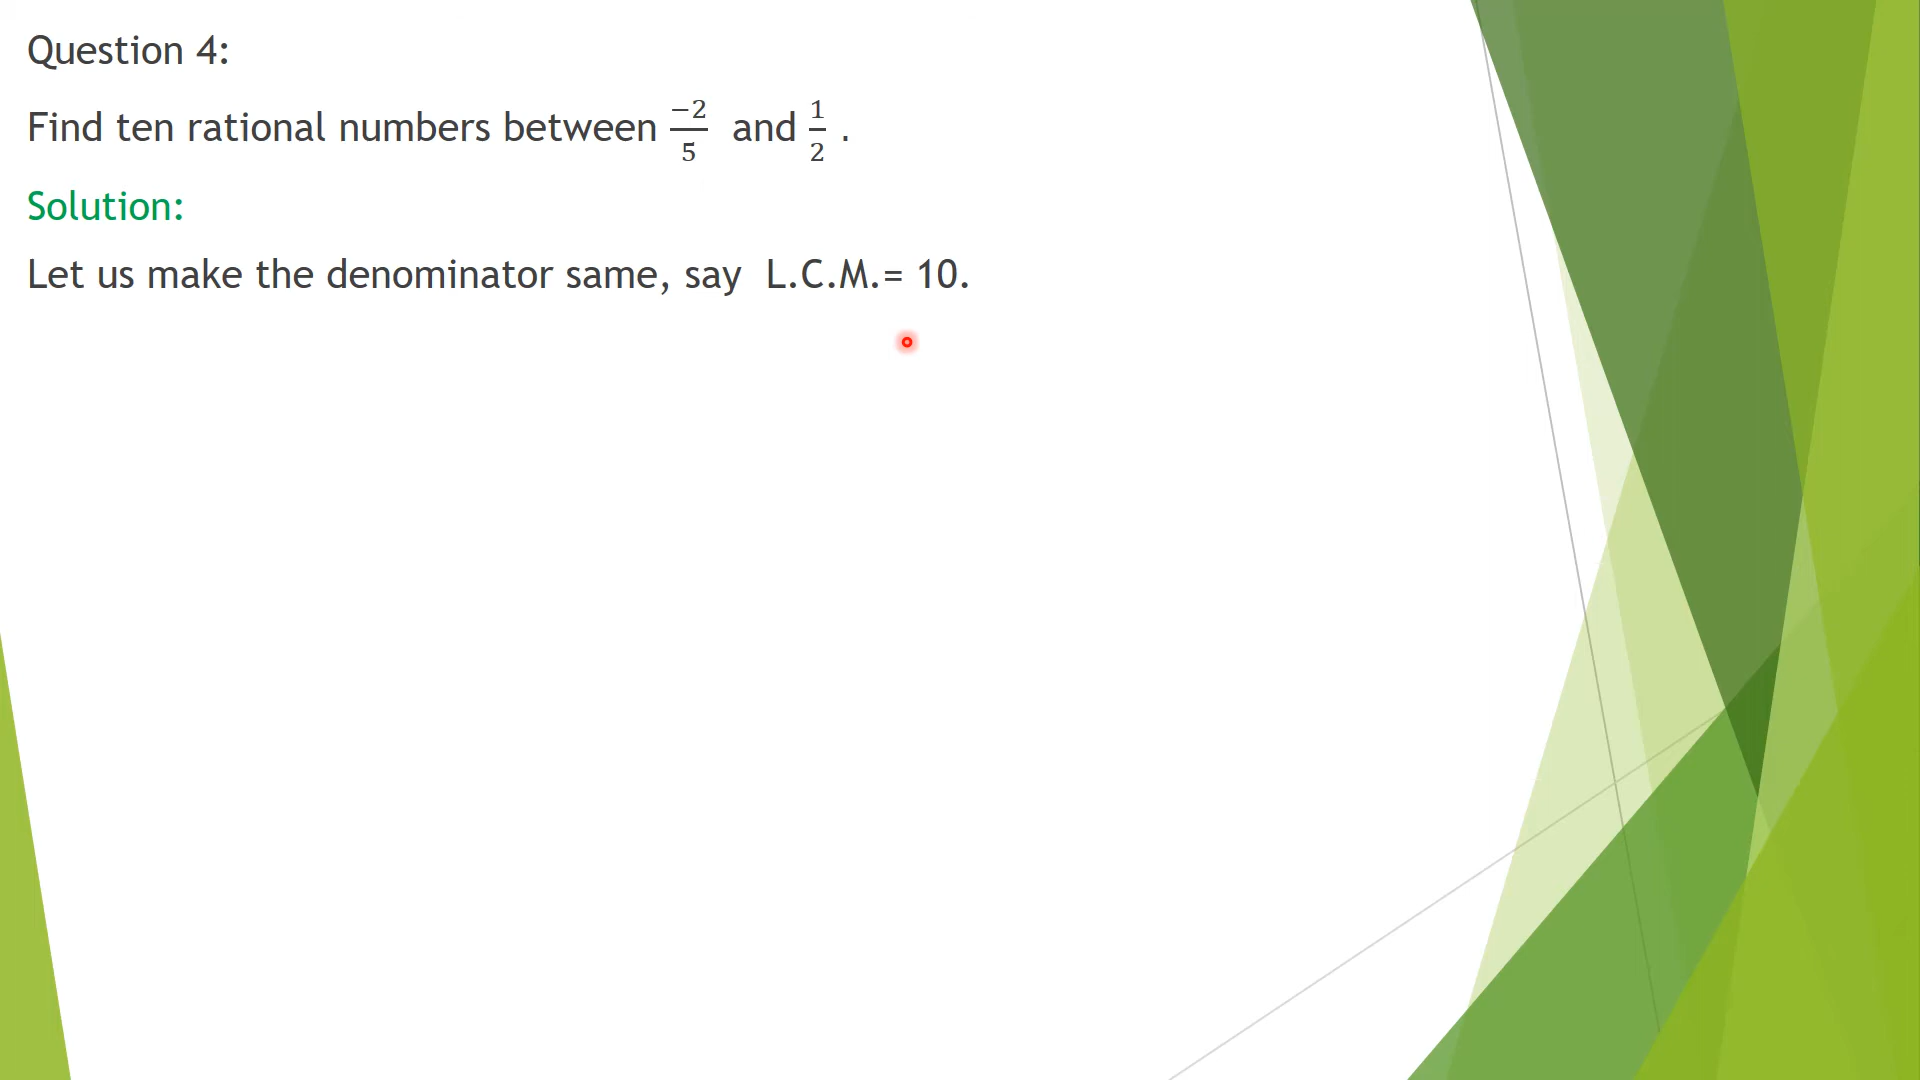 Question 4:
Find ten rational numbers between −2/5 and 1/2 .
Solution:
Let us make the denominator same, say L.C.M.= 10.